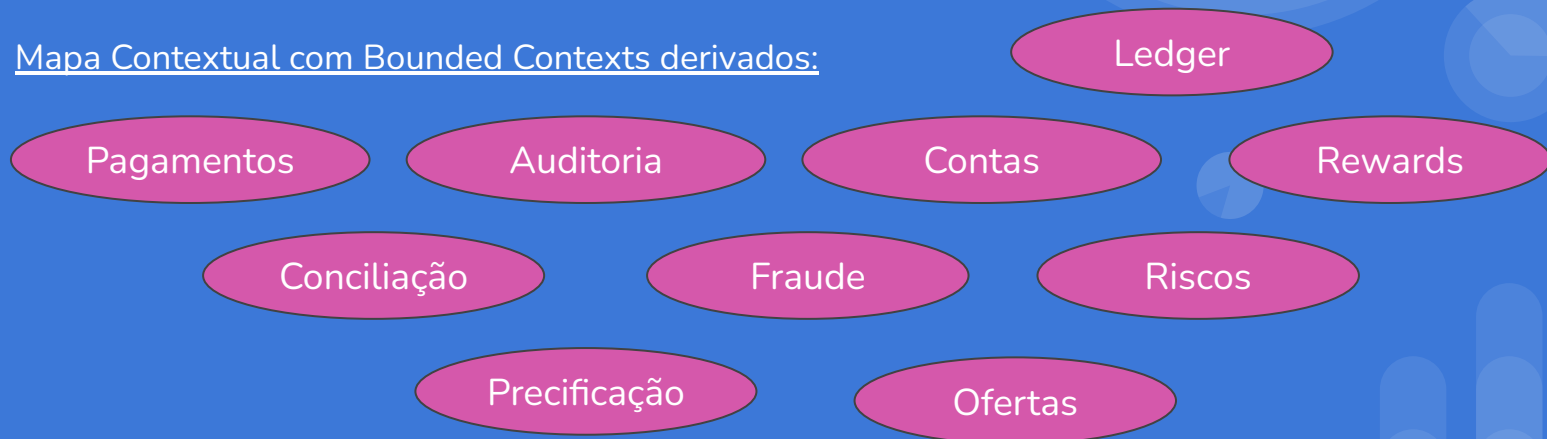 Mapa Contextual com Bounded Contexts derivados:
Ledger
Pagamentos
Auditoria
Contas
Rewards
Conciliação
Fraude
Riscos
Precificação
Ofertas